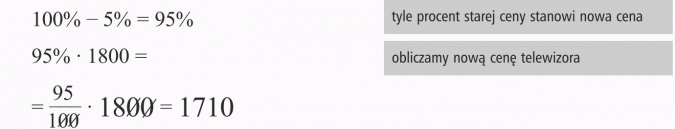 100% – 5% = 95%
tyle procent starej ceny stanowi nowa cena
95% · 1800 =
obliczamy nową cenę telewizora
= 95/100 · 1800 = 1710